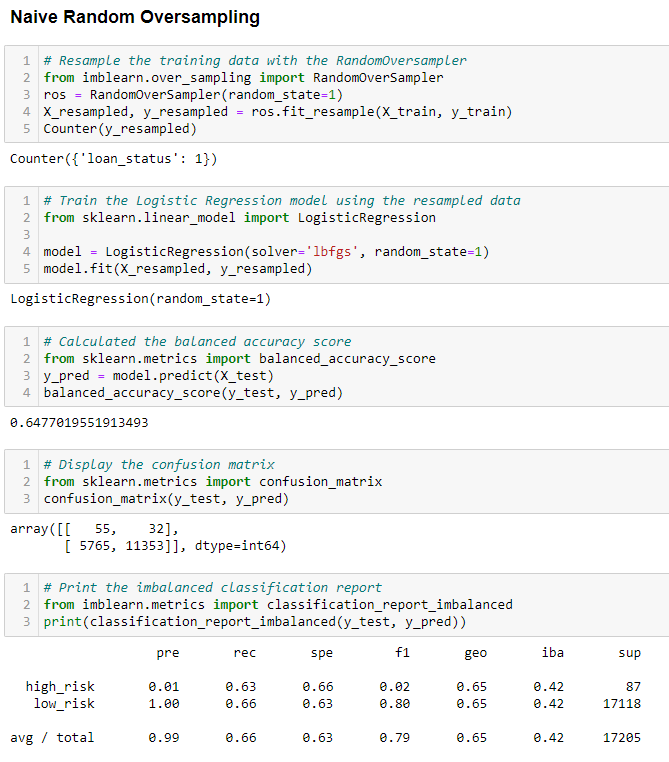 Naive Random Oversampling
1 # Resample the training data with the RandomOversampler
2 from imblearn.over_sampling import RandomOverSampler
3 ros = RandomOverSampler(random_state=1)
4 X_resampled, y_resampled = ros.fit_resample(X_train, y_train)
5 Counter(y_resampled)
Counter({'loan_status': 1})
1 # Train the Logistic Regression model using the resampled data
2 from sklearn.linear_model import LogisticRegression
3
4 model = LogisticRegression(solver='lbfgs', random_state=1)
5 model.fit(X_resampled, y_resampled)
LogisticRegression(random_state=1)
1 # Calculated the balanced accuracy score
2 from sklearn.metrics import balanced_accuracy_score
3 y_pred = model.predict(X_test)
4 balanced_accuracy_score(y_test, y_pred)
0.6477019551913493
1 # Display the confusion matrix
2 from sklearn.metrics import confusion_matrix
3 confusion_matrix(y_test, y_pred)
array([[   55,    32],
       [ 5765, 11353]], dtype=int64)
1 # Print the imbalanced classification report
2 from imblearn.metrics import classification_report_imbalanced
3 print(classification_report_imbalanced(y_test, y_pred))
pre rec spe f1 geo iba sup
high_risk 0.01 0.63 0.66 0.02 0.65 0.42 87
low_risk 1.00 0.66 0.63 0.80 0.65 0.42 17118
avg / total 0.99 0.66 0.63 0.79 0.65 0.42 17205